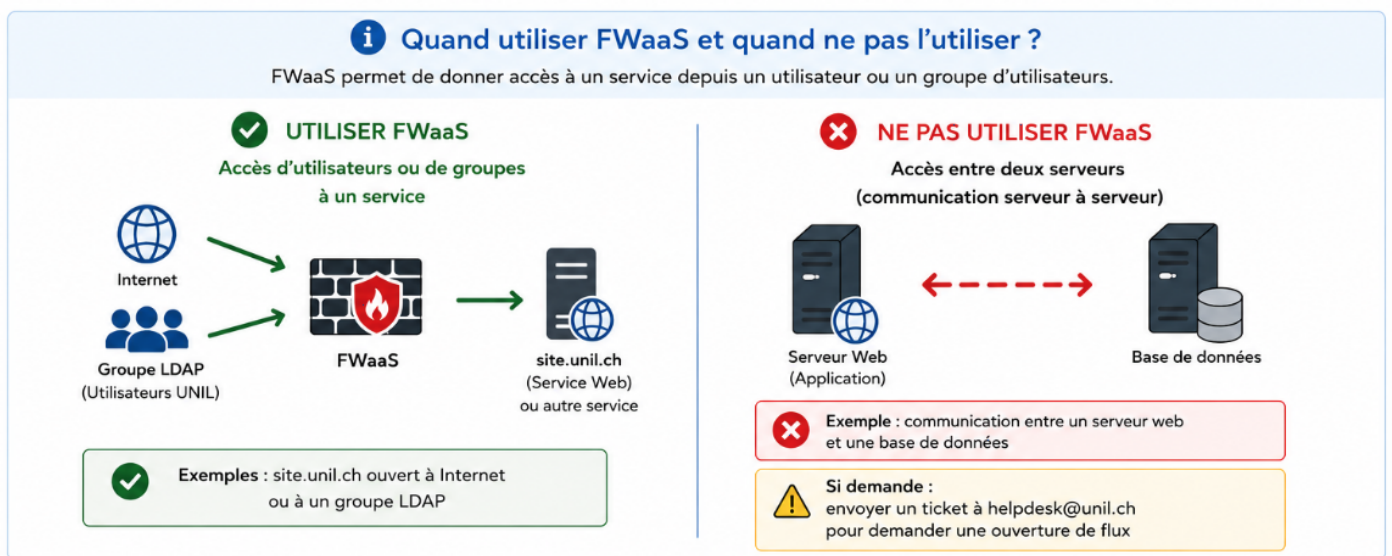 i Quand utiliser FWaaS et quand ne pas l’utiliser ?
FWaaS permet de donner accès à un service depuis un utilisateur ou un groupe d’utilisateurs.
UTILISER FWaaS
Accès d’utilisateurs ou de groupes
à un service
Internet
Groupe LDAP
(Utilisateurs UNIL)
FWaaS
site.unil.ch
(Service Web)
ou autre service
Exemples : site.unil.ch ouvert à Internet
ou à un groupe LDAP
NE PAS UTILISER FWaaS
Accès entre deux serveurs
(communication serveur à serveur)
Serveur Web
(Application)
Base de données
Exemple : communication entre un serveur web
et une base de données
Si demande :
envoyer un ticket à helpdesk@unil.ch
pour demander une ouverture de flux